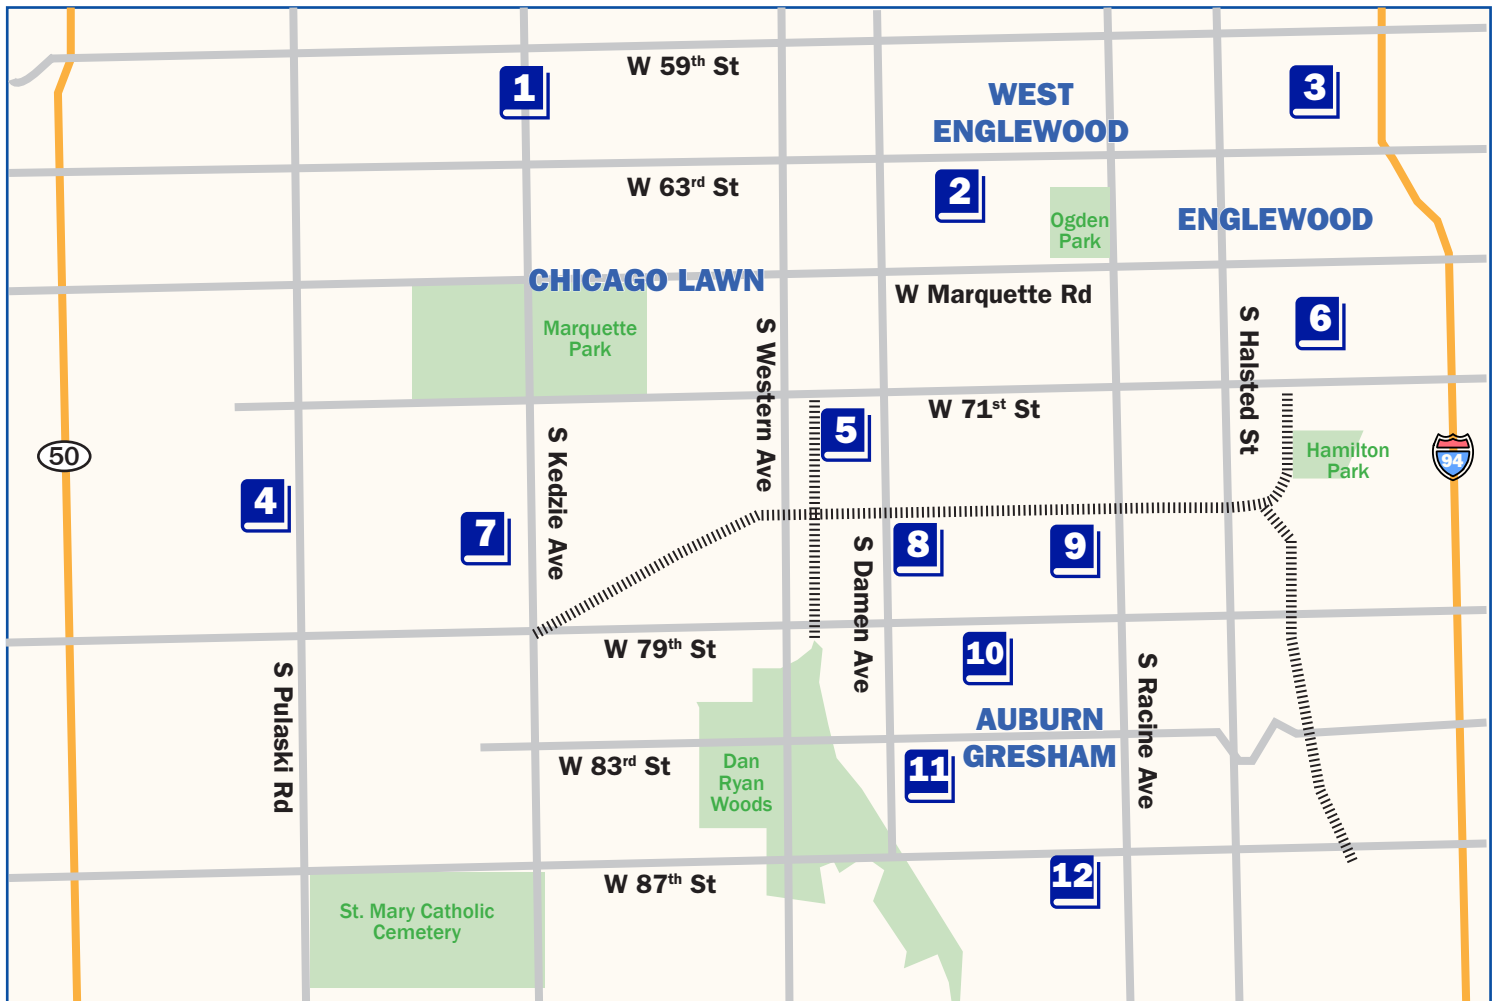 W 59th St
1
WEST
ENGLEWOOD
3
W 63rd St
2
Ogden
Park
ENGLEWOOD
CHICAGO LAWN
W Marquette Rd
Marquette
Park
S Western Ave
S Halsted St
6
W 71st St
5
S Kedzie Ave
50
Hamilton
Park
94
4
7
S Damen Ave
8
9
W 79th St
10
S Pulaski Rd
S Racine Ave
AUBURN
GRESHAM
W 83rd St
Dan
Ryan
Woods
11
W 87th St
12
St. Mary Catholic
Cemetery